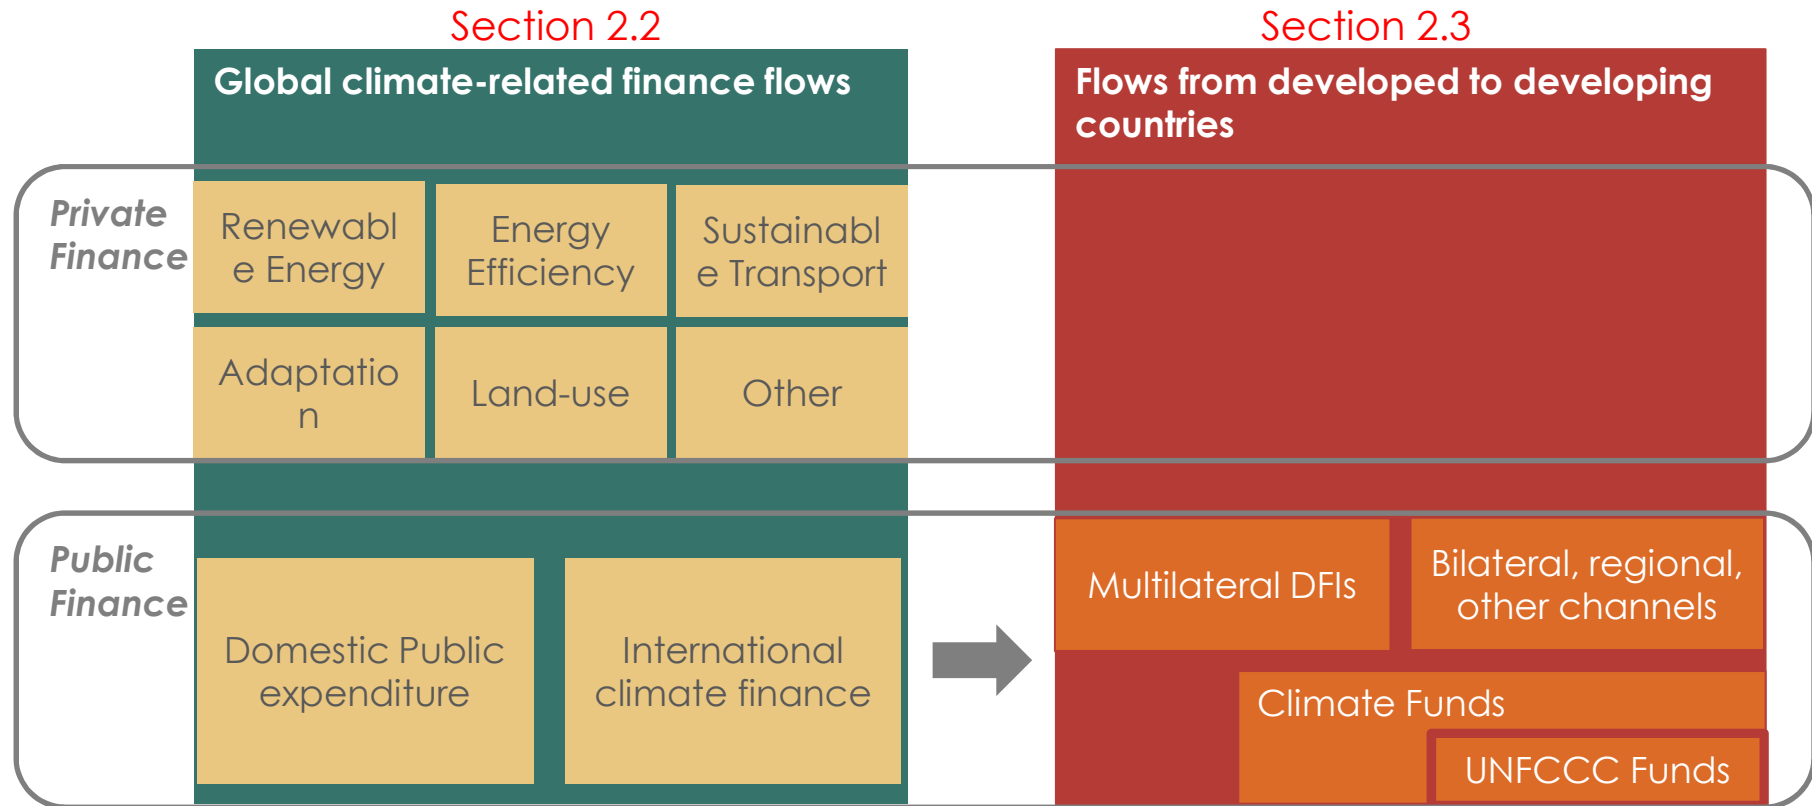 Section 2.2
Section 2.3
Global climate-related finance flows
Flows from developed to developing
countries
Private
Finance
Renewabl
e Energy
Energy
Efficiency
Sustainabl
e Transport
Adaptatio
n
Land-use
Other
Public
Finance
Domestic Public
expenditure
International
climate finance
Multilateral DFIs
Bilateral, regional,
other channels
Climate Funds
UNFCCC Funds